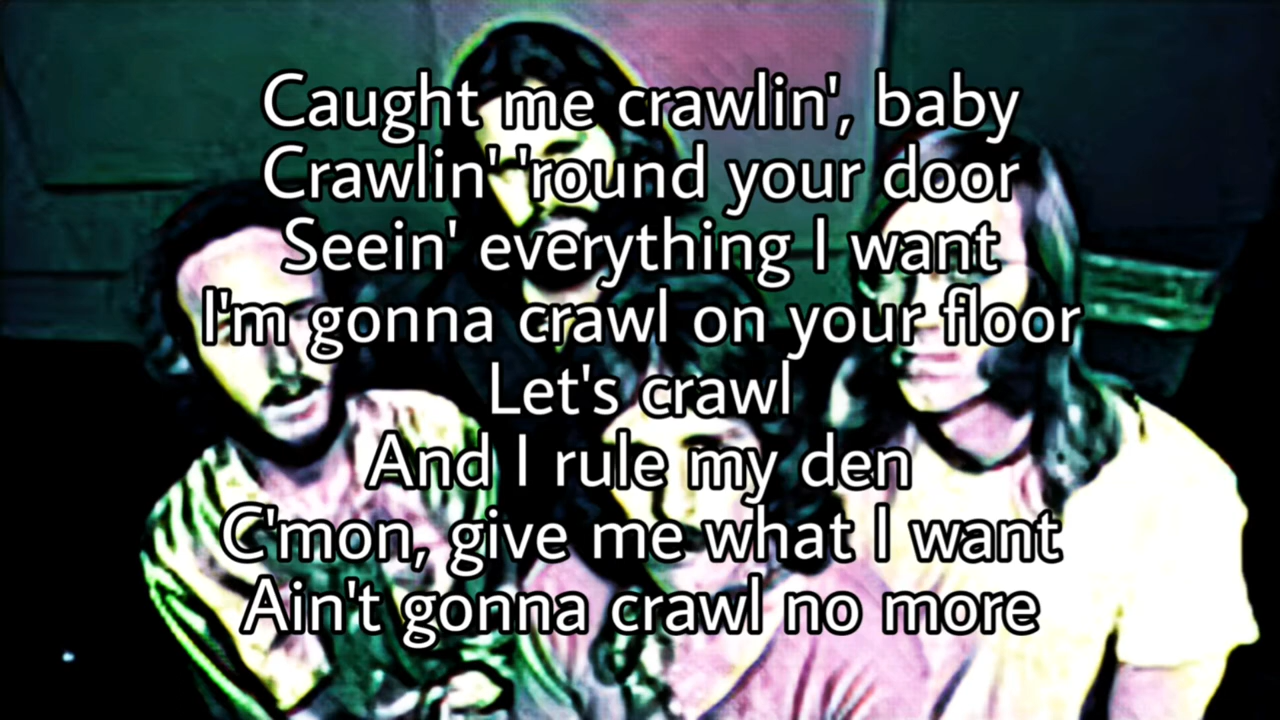 Caught me crawlin', baby
Crawlin' 'round your door
Seein' everything I want
I'm gonna crawl on your floor
Let's crawl
And I rule my den
C'mon, give me what I want
Ain't gonna crawl no more